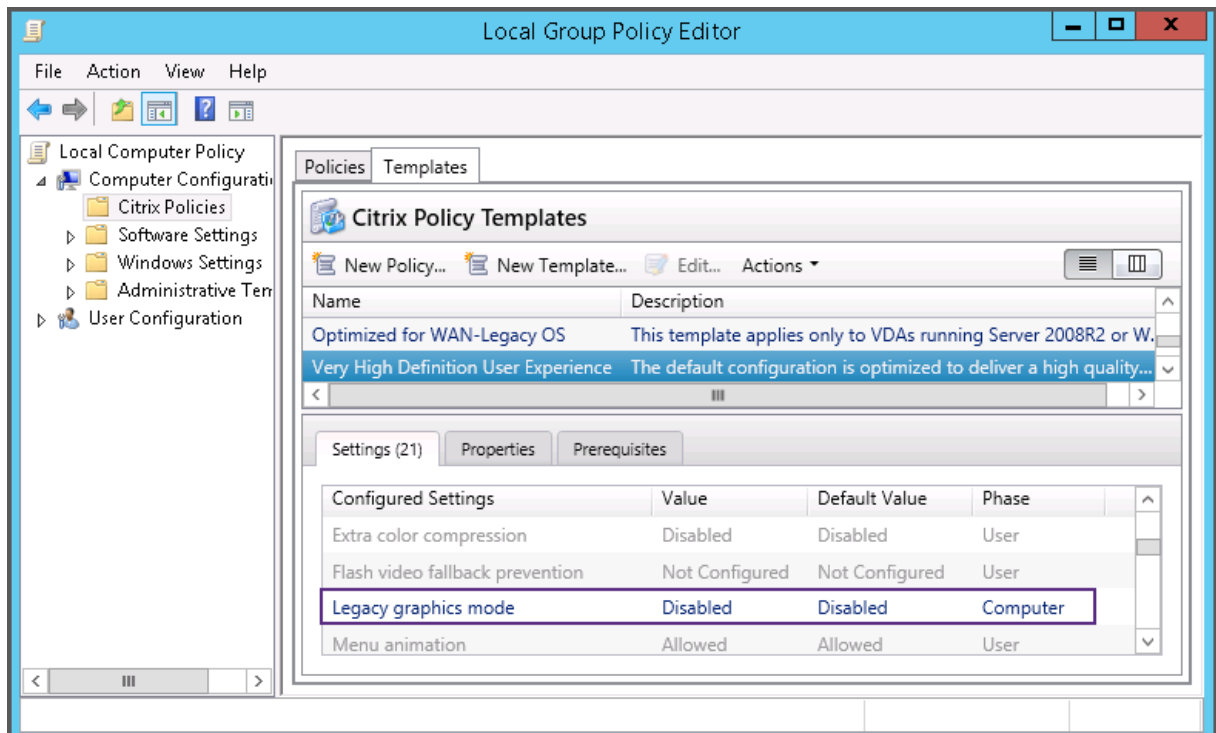 Local Group Policy Editor
File Action View Help
Local Computer Policy
Computer Configurati
Citrix Policies
Software Settings
Windows Settings
Administrative Tem
User Configuration
Policies Templates
Citrix Policy Templates
New Policy... New Template... Edit... Actions
Name Description
Optimized for WAN-Legacy OS This template applies only to VDAs running Server 2008R2 or W.
Very High Definition User Experience The default configuration is optimized to deliver a high quality...
Settings (21) Properties Prerequisites
Configured Settings Value Default Value Phase
Extra color compression Disabled Disabled User
Flash video fallback prevention Not Configured Not Configured User
Legacy graphics mode Disabled Disabled Computer
Menu animation Allowed Allowed User